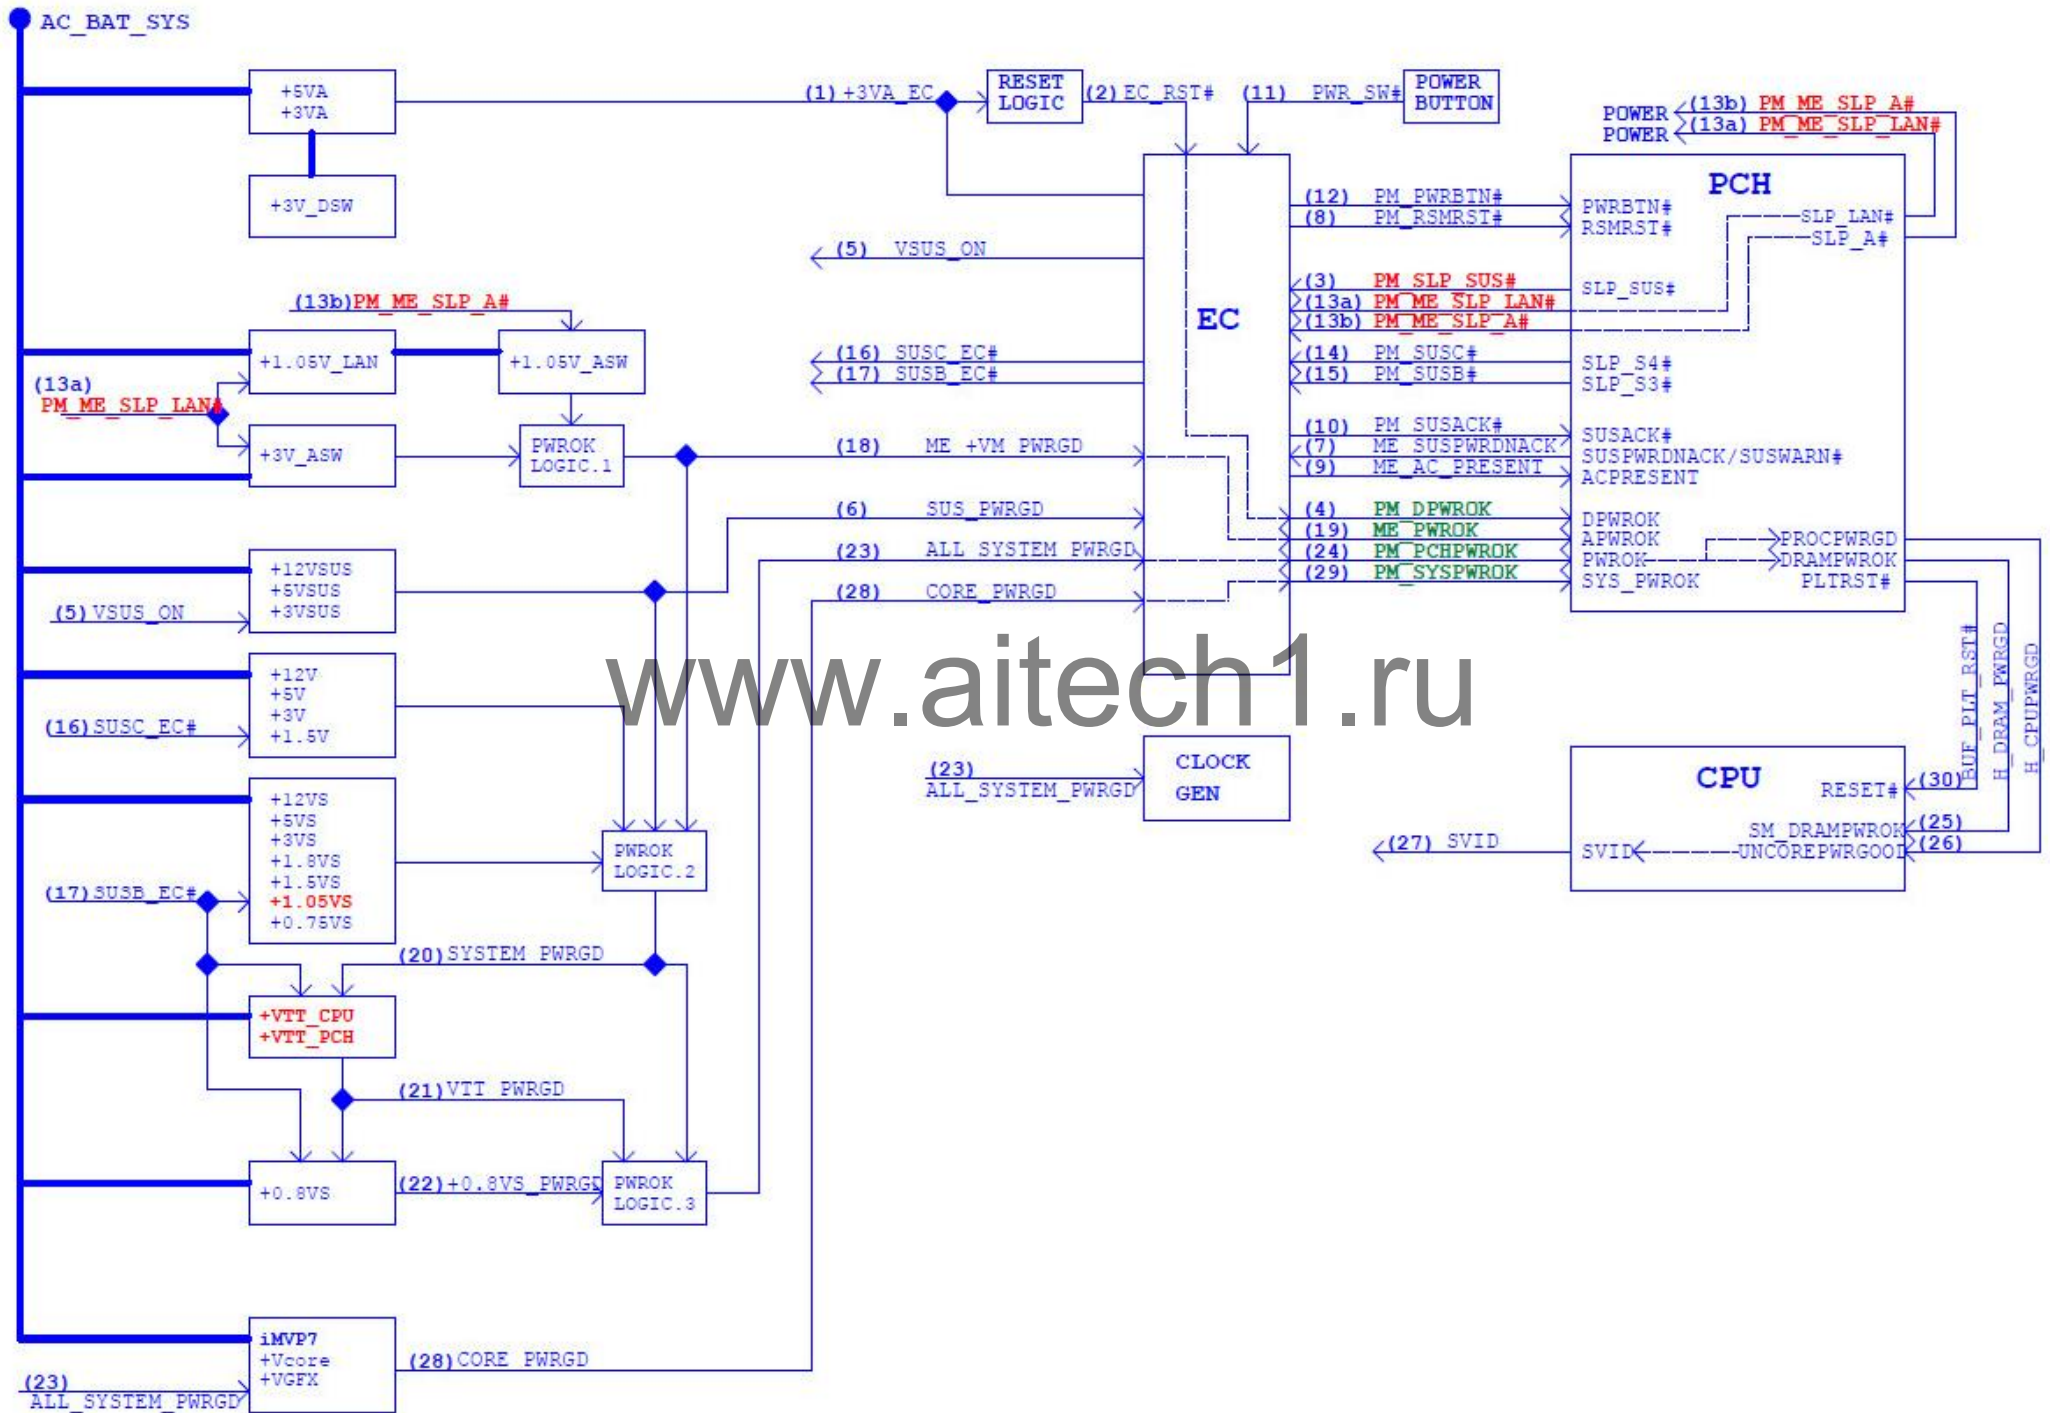 AC_BAT_SYS
+5VA
+3VA
+3V_DSW
(1) +3VA_EC
RESET
LOGIC
(2) EC_RST#
(11) PWR_SW#
POWER
BUTTON
POWER
(13b) PM_ME_SLP_A#
POWER
(13a) PM_ME_SLP_LAN#
EC
PCH
(12) PM_PWRBTN#
(8) PM_RSMRST#
PWRBTN#
RSMRST#
SLP_LAN#
SLP_A#
(5) VSUS_ON
(3) PM_SLP_SUS#
(13a) PM_ME_SLP_LAN#
(13b) PM_ME_SLP_A#
SLP_SUS#
(16) SUSC_EC#
(17) SUSB_EC#
(14) PM_SUSC#
(15) PM_SUSB#
SLP_S4#
SLP_S3#
(10) PM_SUSACK#
(7) ME_SUSPWRDNACK
(9) ME_AC_PRESENT
SUSACK#
SUSPWRDNACK/SUSWARN#
ACPRESENT
(4) PM_DPWROK
(19) ME_PWROK
(24) PM_PCHPWROK
(29) PM_SYSPWROK
DPWROK
APWROK
PWROK
SYS_PWROK
PROCPWRGD
DRAMPWROK
PLTRST#
(13b) PM_ME_SLP_A#
+1.05V_LAN
+1.05V_ASW
(13a)
PM_ME_SLP_LAN#
+3V_ASW
PWROK
LOGIC.1
(18) ME_+VM_PWRGD
(6) SUS_PWRGD
(23) ALL_SYSTEM_PWRGD
(28) CORE_PWRGD
+12VSUS
+5VSUS
+3VSUS
(5) VSUS_ON
+12V
+5V
+3V
+1.5V
(16) SUSC_EC#
+12VS
+5VS
+3VS
+1.8VS
+1.5VS
+1.05VS
+0.75VS
(17) SUSB_EC#
PWROK
LOGIC.2
(20) SYSTEM_PWRGD
+VTT_CPU
+VTT_PCH
(21) VTT_PWRGD
+0.8VS
(22) +0.8VS_PWRGD
PWROK
LOGIC.3
iMVP7
+Vcore
+VGFX
(28) CORE_PWRGD
(23)
ALL_SYSTEM_PWRGD
www.aitech1.ru
(23)
ALL_SYSTEM_PWRGD
CLOCK
GEN
BUF_PLT_RST#
H_DRAM_PWRGD
H_CPUPWRGD
CPU
RESET#
(30)
SM_DRAMPWROK
(25)
UNCOREPWRGOOD
(26)
SVID
(27) SVID